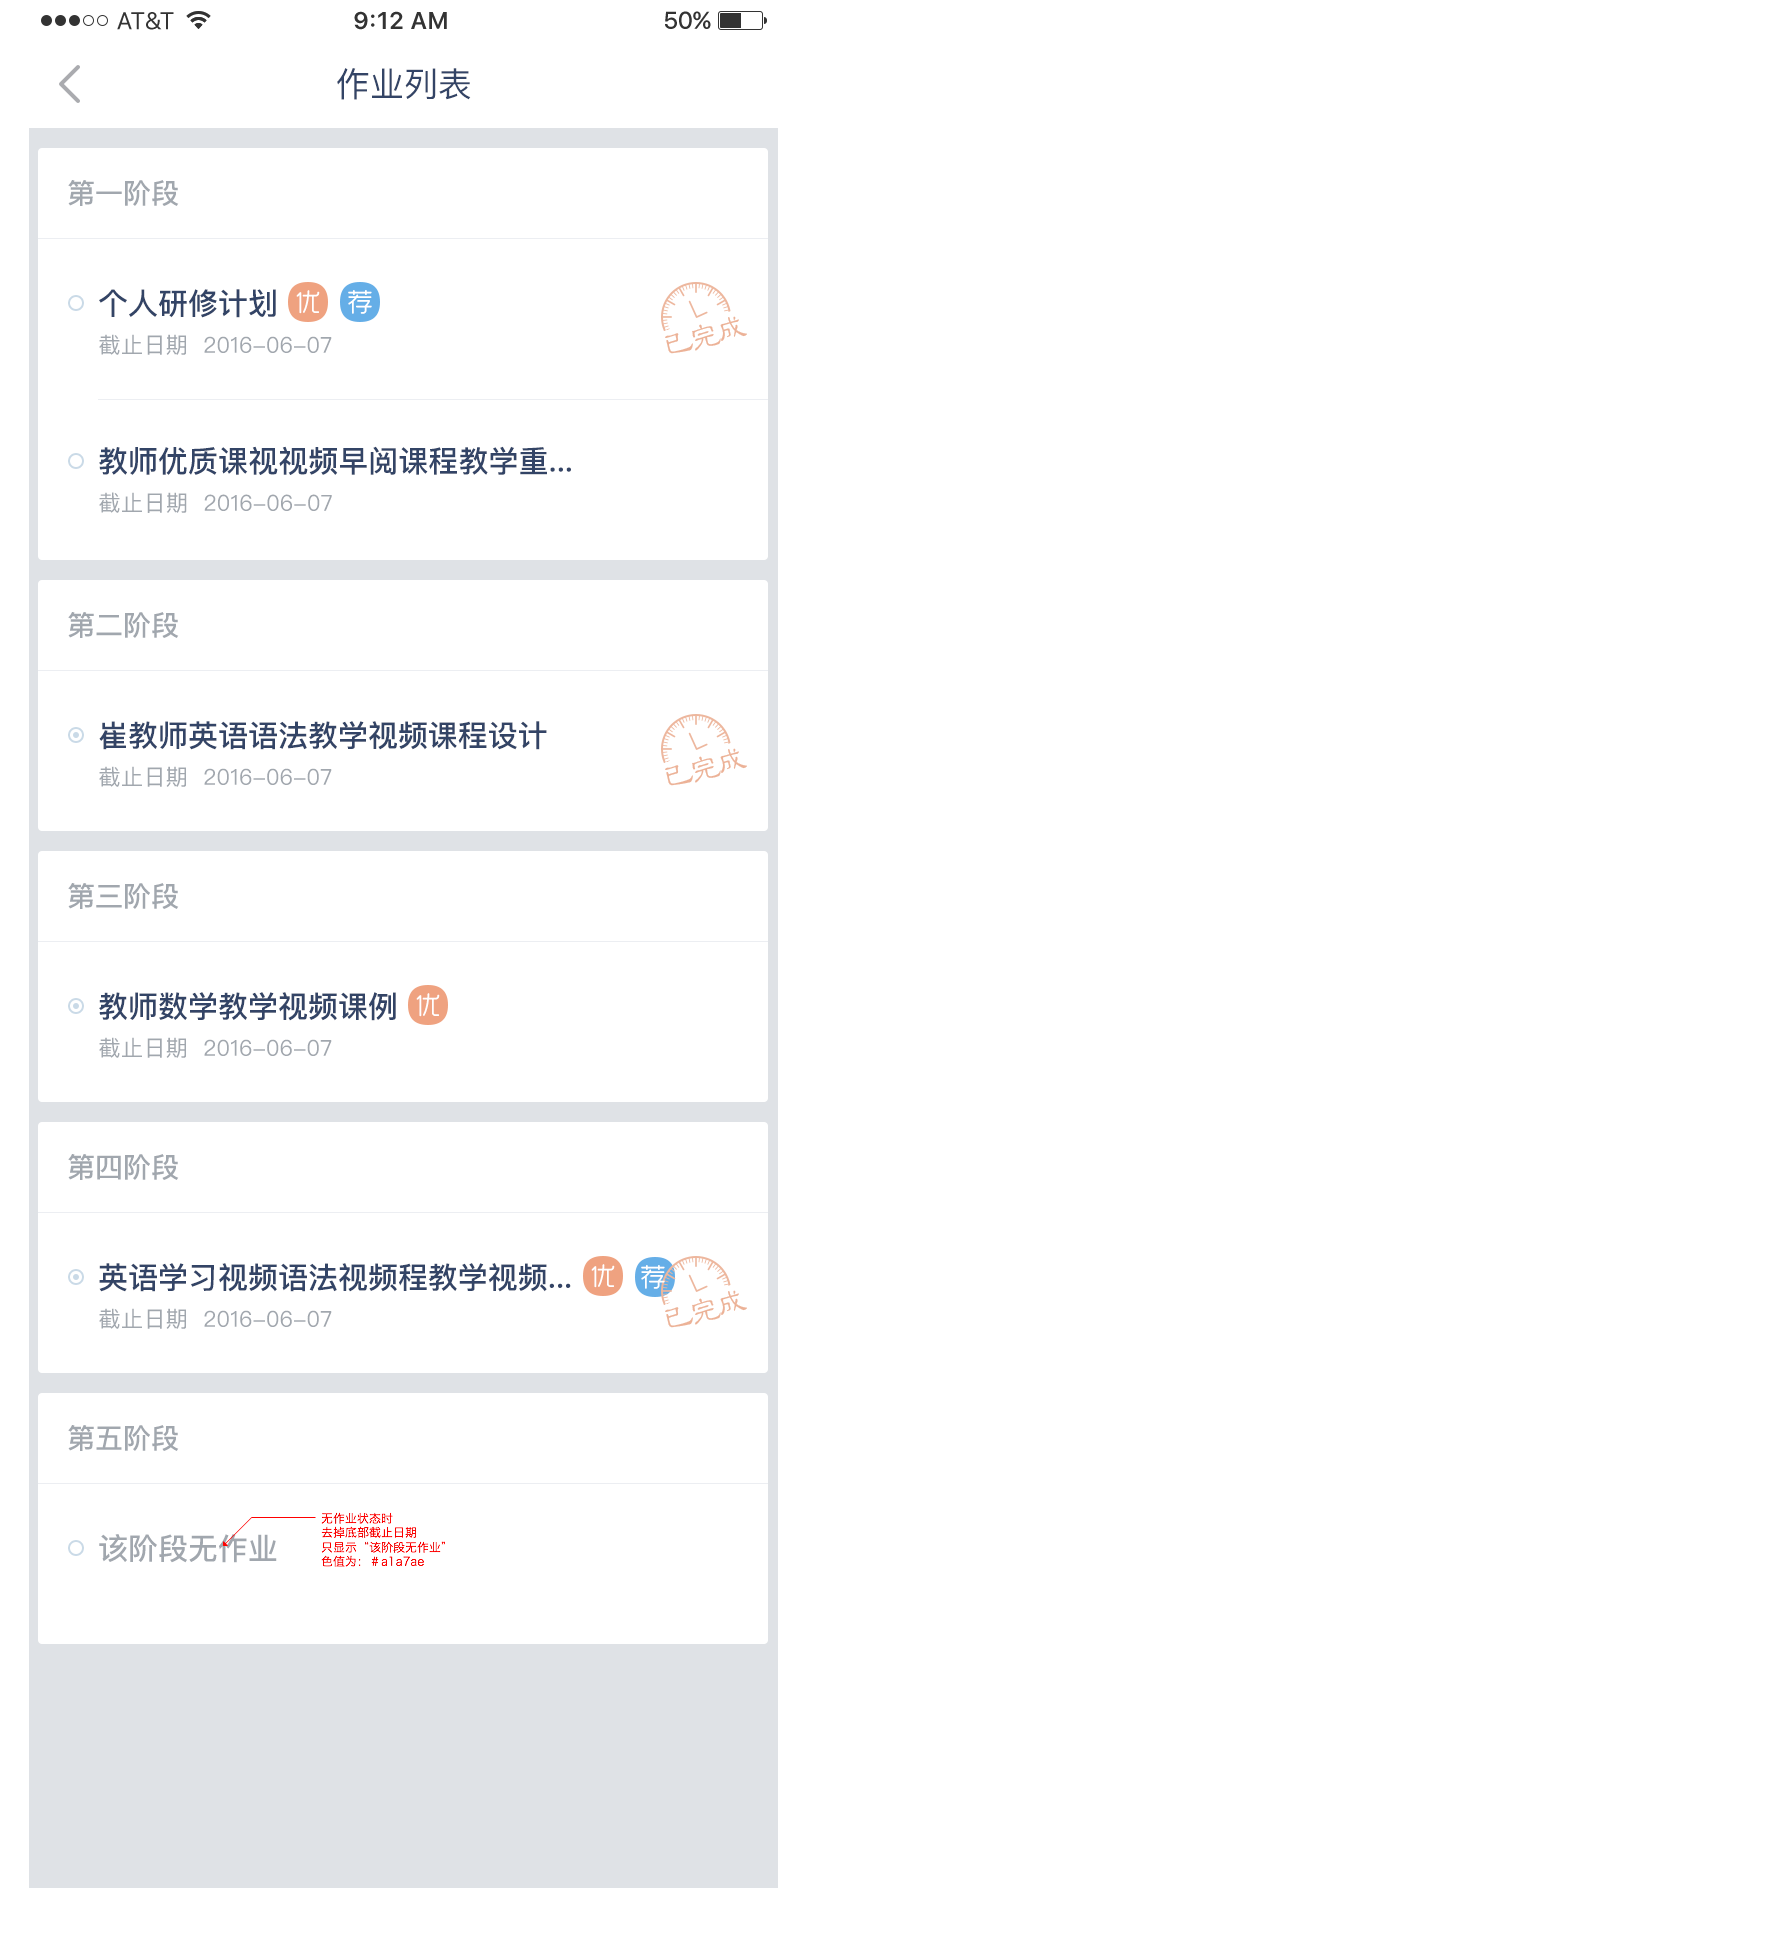 AT&T 9:12 AM 50%
作业列表
第一阶段
个人研修计划 优 荐
截止日期 2016-06-07
已完成
教师优质课视视频早阅课程教学重...
截止日期 2016-06-07
第二阶段
崔教师英语语法教学视频课程设计
截止日期 2016-06-07
已完成
第三阶段
教师数学教学视频课例 优
截止日期 2016-06-07
第四阶段
英语学习视频语法视频程教学视频... 优 荐
截止日期 2016-06-07
已完成
第五阶段
该阶段无作业
无作业状态时
去掉底部截止日期
只显示“该阶段无作业”
色值为：#a1a7ae